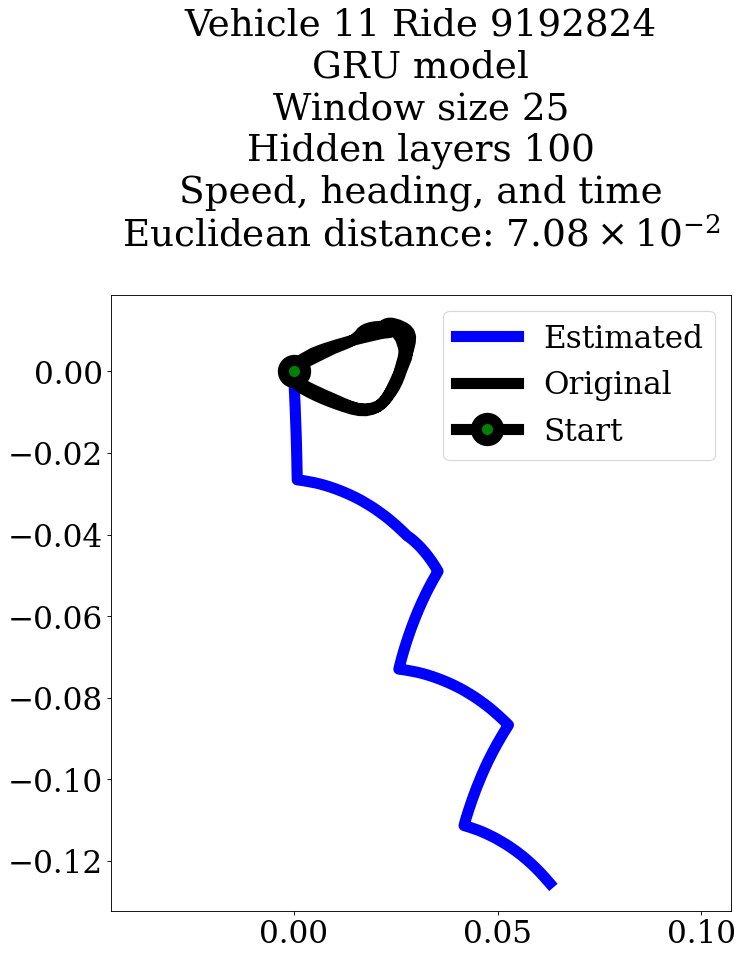 Vehicle 11 Ride 9192824
GRU model
Window size 25
Hidden layers 100
Speed, heading, and time
Euclidean distance: 7.08 × 10⁻²
Estimated
Original
Start
0.00
−0.02
−0.04
−0.06
−0.08
−0.10
−0.12
0.00 0.05 0.10